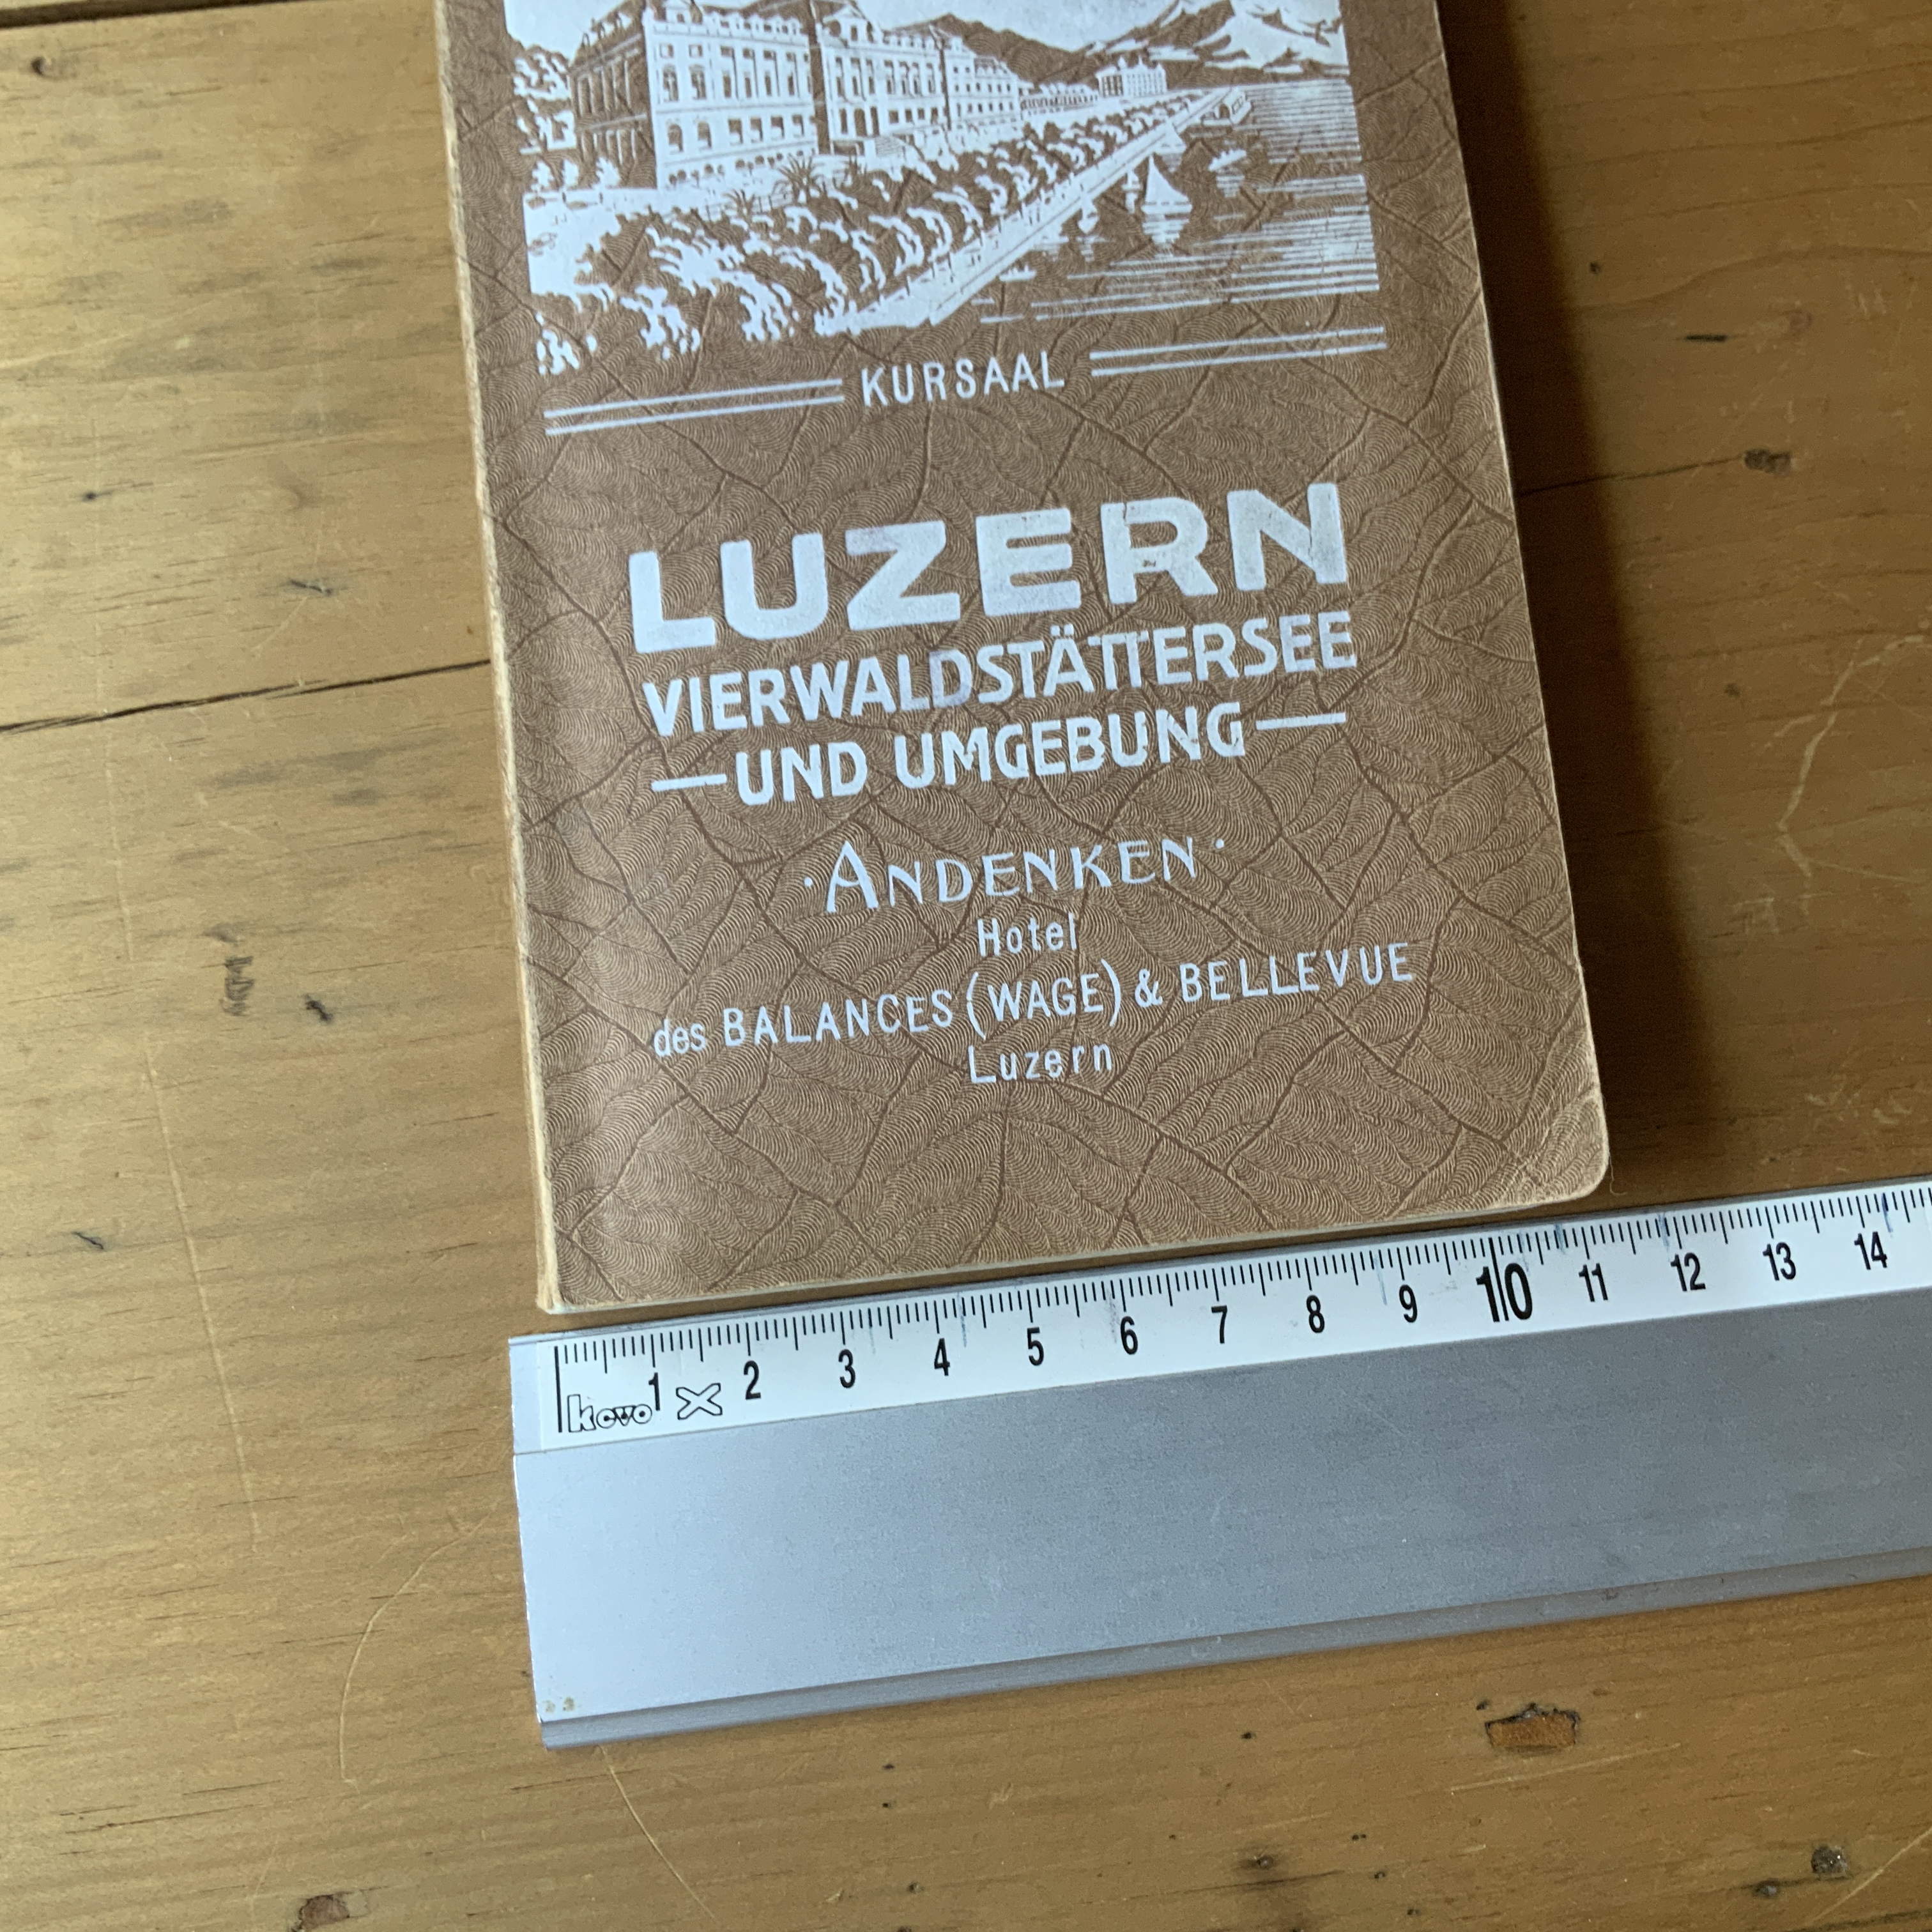 KURSAAL
LUZERN
VIERWALDSTÄTTERSEE
—UND UMGEBUNG—
·ANDENKEN·
Hotel
des BALANCES (WAGE) & BELLEVUE
Luzern
1 2 3 4 5 6 7 8 9 10 11 12 13 14
kevo